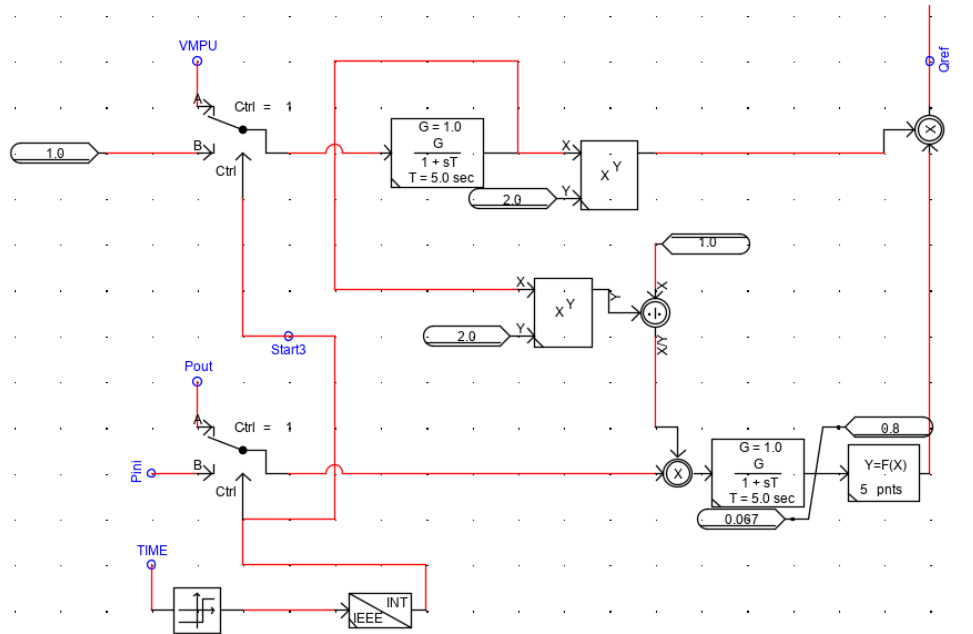 VMPU
Qref
A
Ctrl = 1
1.0
B
Ctrl
G = 1.0
G
1 + sT
T = 5.0 sec
X
X Y
Y
2.0
X
1.0
X
X
X Y
Y
2.0
Y
X/Y
Start3
Pout
A
Ctrl = 1
0.8
Pini
B
Ctrl
X
G = 1.0
G
1 + sT
T = 5.0 sec
Y=F(X)
5 pnts
0.067
TIME
INT
IEEE